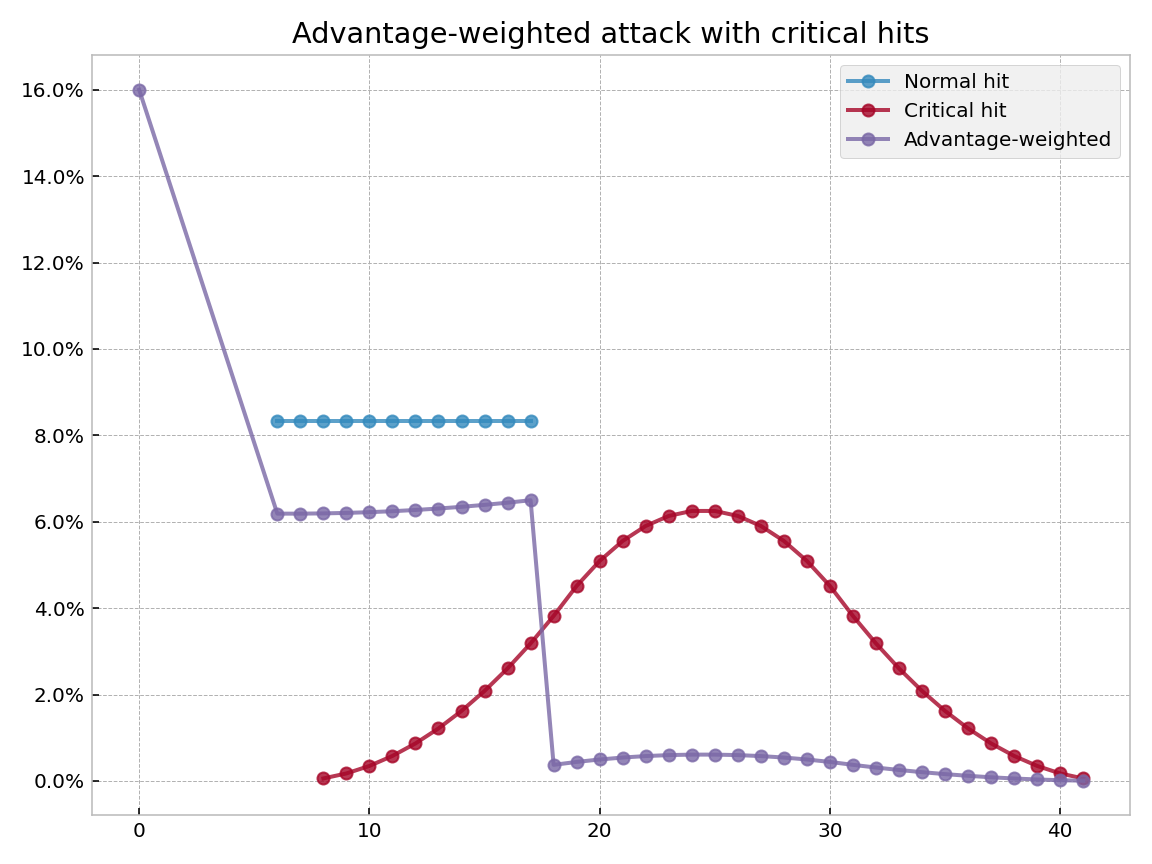 Advantage-weighted attack with critical hits
Normal hit
Critical hit
Advantage-weighted
16.0%
14.0%
12.0%
10.0%
8.0%
6.0%
4.0%
2.0%
0.0%
0 10 20 30 40